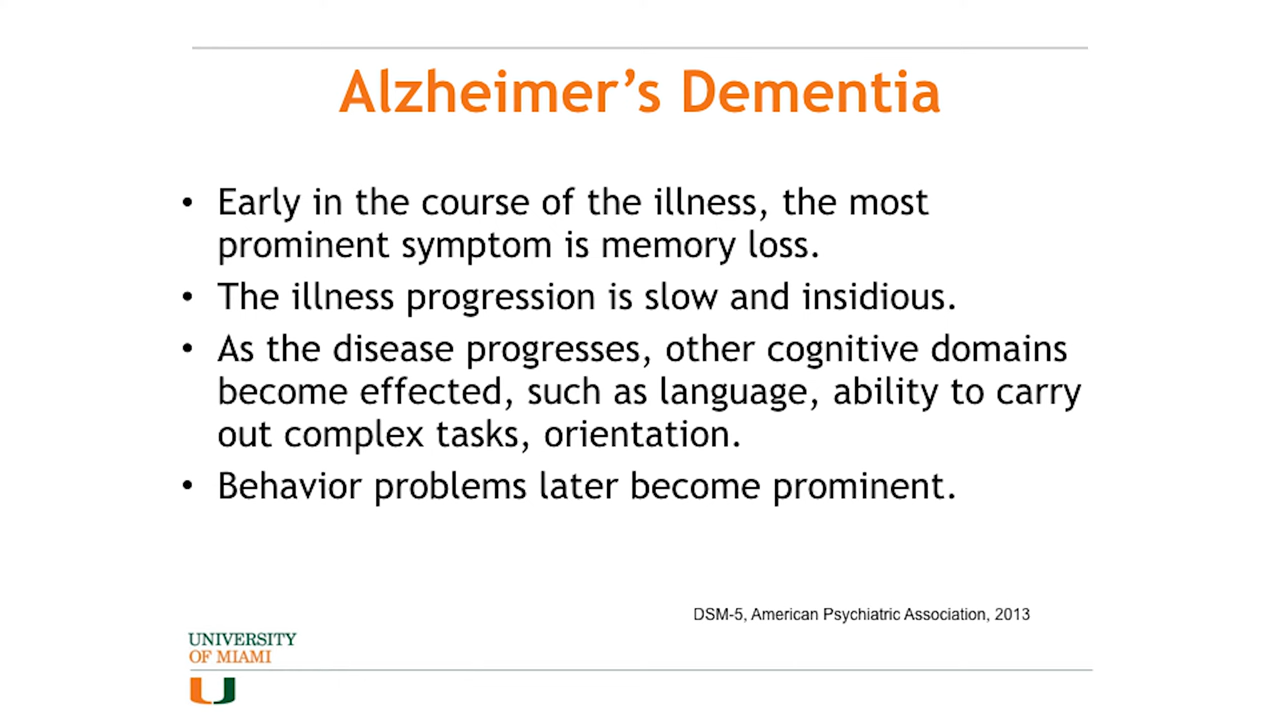 Alzheimer’s Dementia
• Early in the course of the illness, the most
prominent symptom is memory loss.
• The illness progression is slow and insidious.
• As the disease progresses, other cognitive domains
become effected, such as language, ability to carry
out complex tasks, orientation.
• Behavior problems later become prominent.
DSM-5, American Psychiatric Association, 2013
UNIVERSITY
OF MIAMI
U